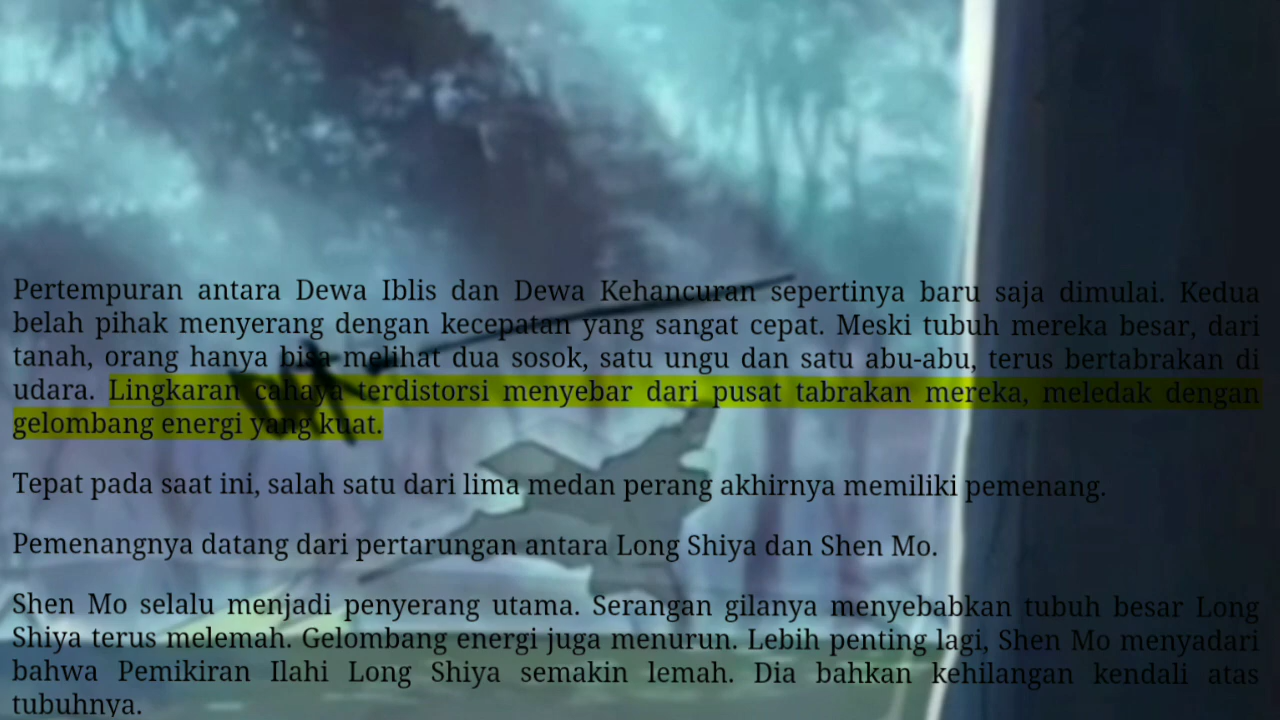 Pertempuran antara Dewa Iblis dan Dewa Kehancuran sepertinya baru saja dimulai. Kedua
belah pihak menyerang dengan kecepatan yang sangat cepat. Meski tubuh mereka besar, dari
tanah, orang hanya bisa melihat dua sosok, satu ungu dan satu abu-abu, terus bertabrakan di
udara. Lingkaran cahaya terdistorsi menyebar dari pusat tabrakan mereka, meledak dengan
gelombang energi yang kuat.
Tepat pada saat ini, salah satu dari lima medan perang akhirnya memiliki pemenang.
Pemenangnya datang dari pertarungan antara Long Shiya dan Shen Mo.
Shen Mo selalu menjadi penyerang utama. Serangan gilanya menyebabkan tubuh besar Long
Shiya terus melemah. Gelombang energi juga menurun. Lebih penting lagi, Shen Mo menyadari
bahwa Pemikiran Ilahi Long Shiya semakin lemah. Dia bahkan kehilangan kendali atas
tubuhnya.